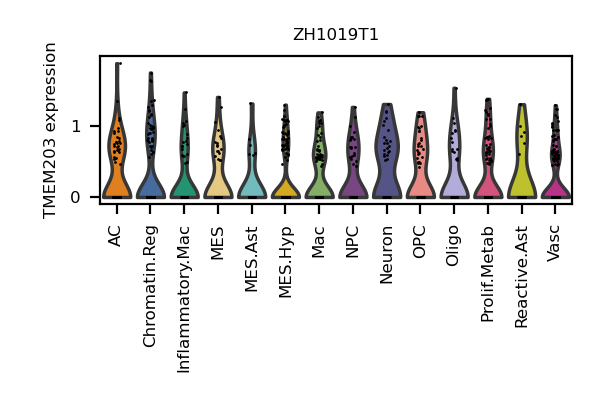 ZH1019T1
TMEM203 expression
1
0
AC
Chromatin.Reg
Inflammatory.Mac
MES
MES.Ast
MES.Hyp
Mac
NPC
Neuron
OPC
Oligo
Prolif.Metab
Reactive.Ast
Vasc